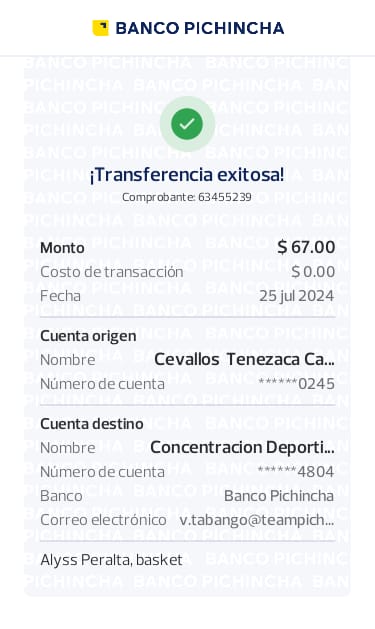 BANCO PICHINCHA
¡Transferencia exitosa!
Comprobante: 63455239
Monto $ 67.00
Costo de transacción $ 0.00
Fecha 25 jul 2024
Cuenta origen
Nombre Cevallos Tenezaca Ca...
Número de cuenta ******0245
Cuenta destino
Nombre Concentracion Deporti...
Número de cuenta ******4804
Banco Banco Pichincha
Correo electrónico v.tabango@teampich...
Alyss Peralta, basket